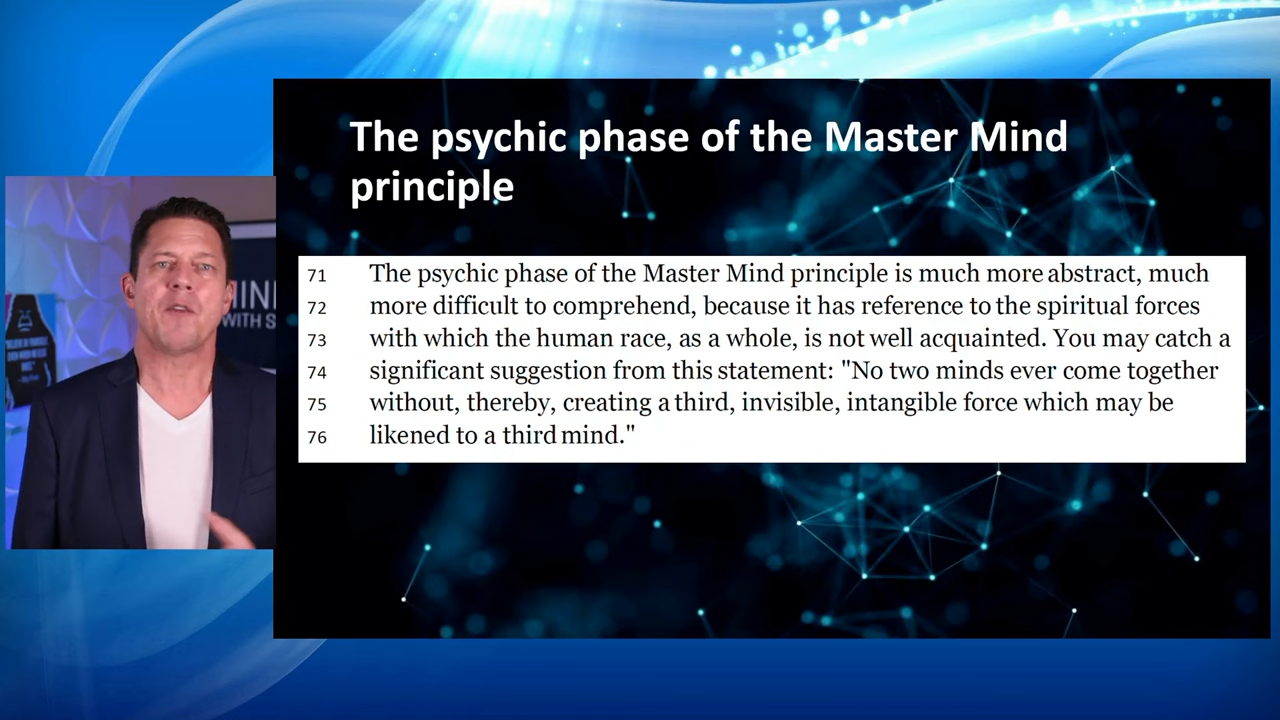 The psychic phase of the Master Mind
principle
71 The psychic phase of the Master Mind principle is much more abstract, much
72 more difficult to comprehend, because it has reference to the spiritual forces
73 with which the human race, as a whole, is not well acquainted. You may catch a
74 significant suggestion from this statement: "No two minds ever come together
75 without, thereby, creating a third, invisible, intangible force which may be
76 likened to a third mind."
MIN
WITH S